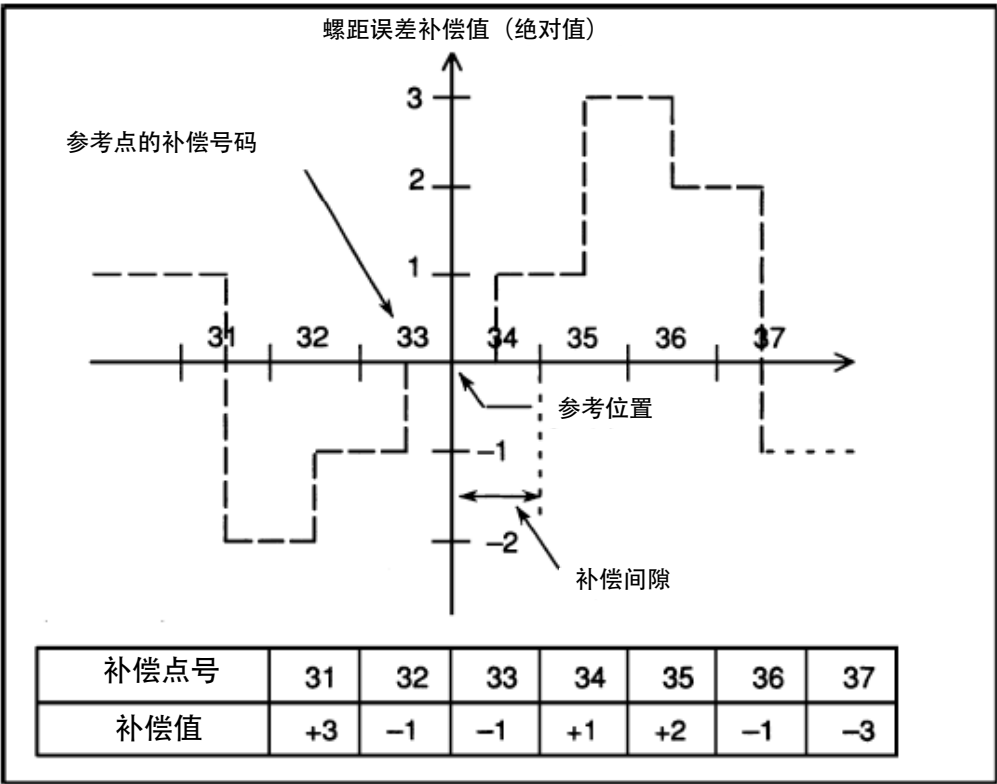 螺距误差补偿值（绝对值）
3
参考点的补偿号码
2
1
31 32 33 34 35 36 37
参考位置
–1
–2
补偿间隙
补偿点号 31 32 33 34 35 36 37
补偿值 +3 –1 –1 +1 +2 –1 –3